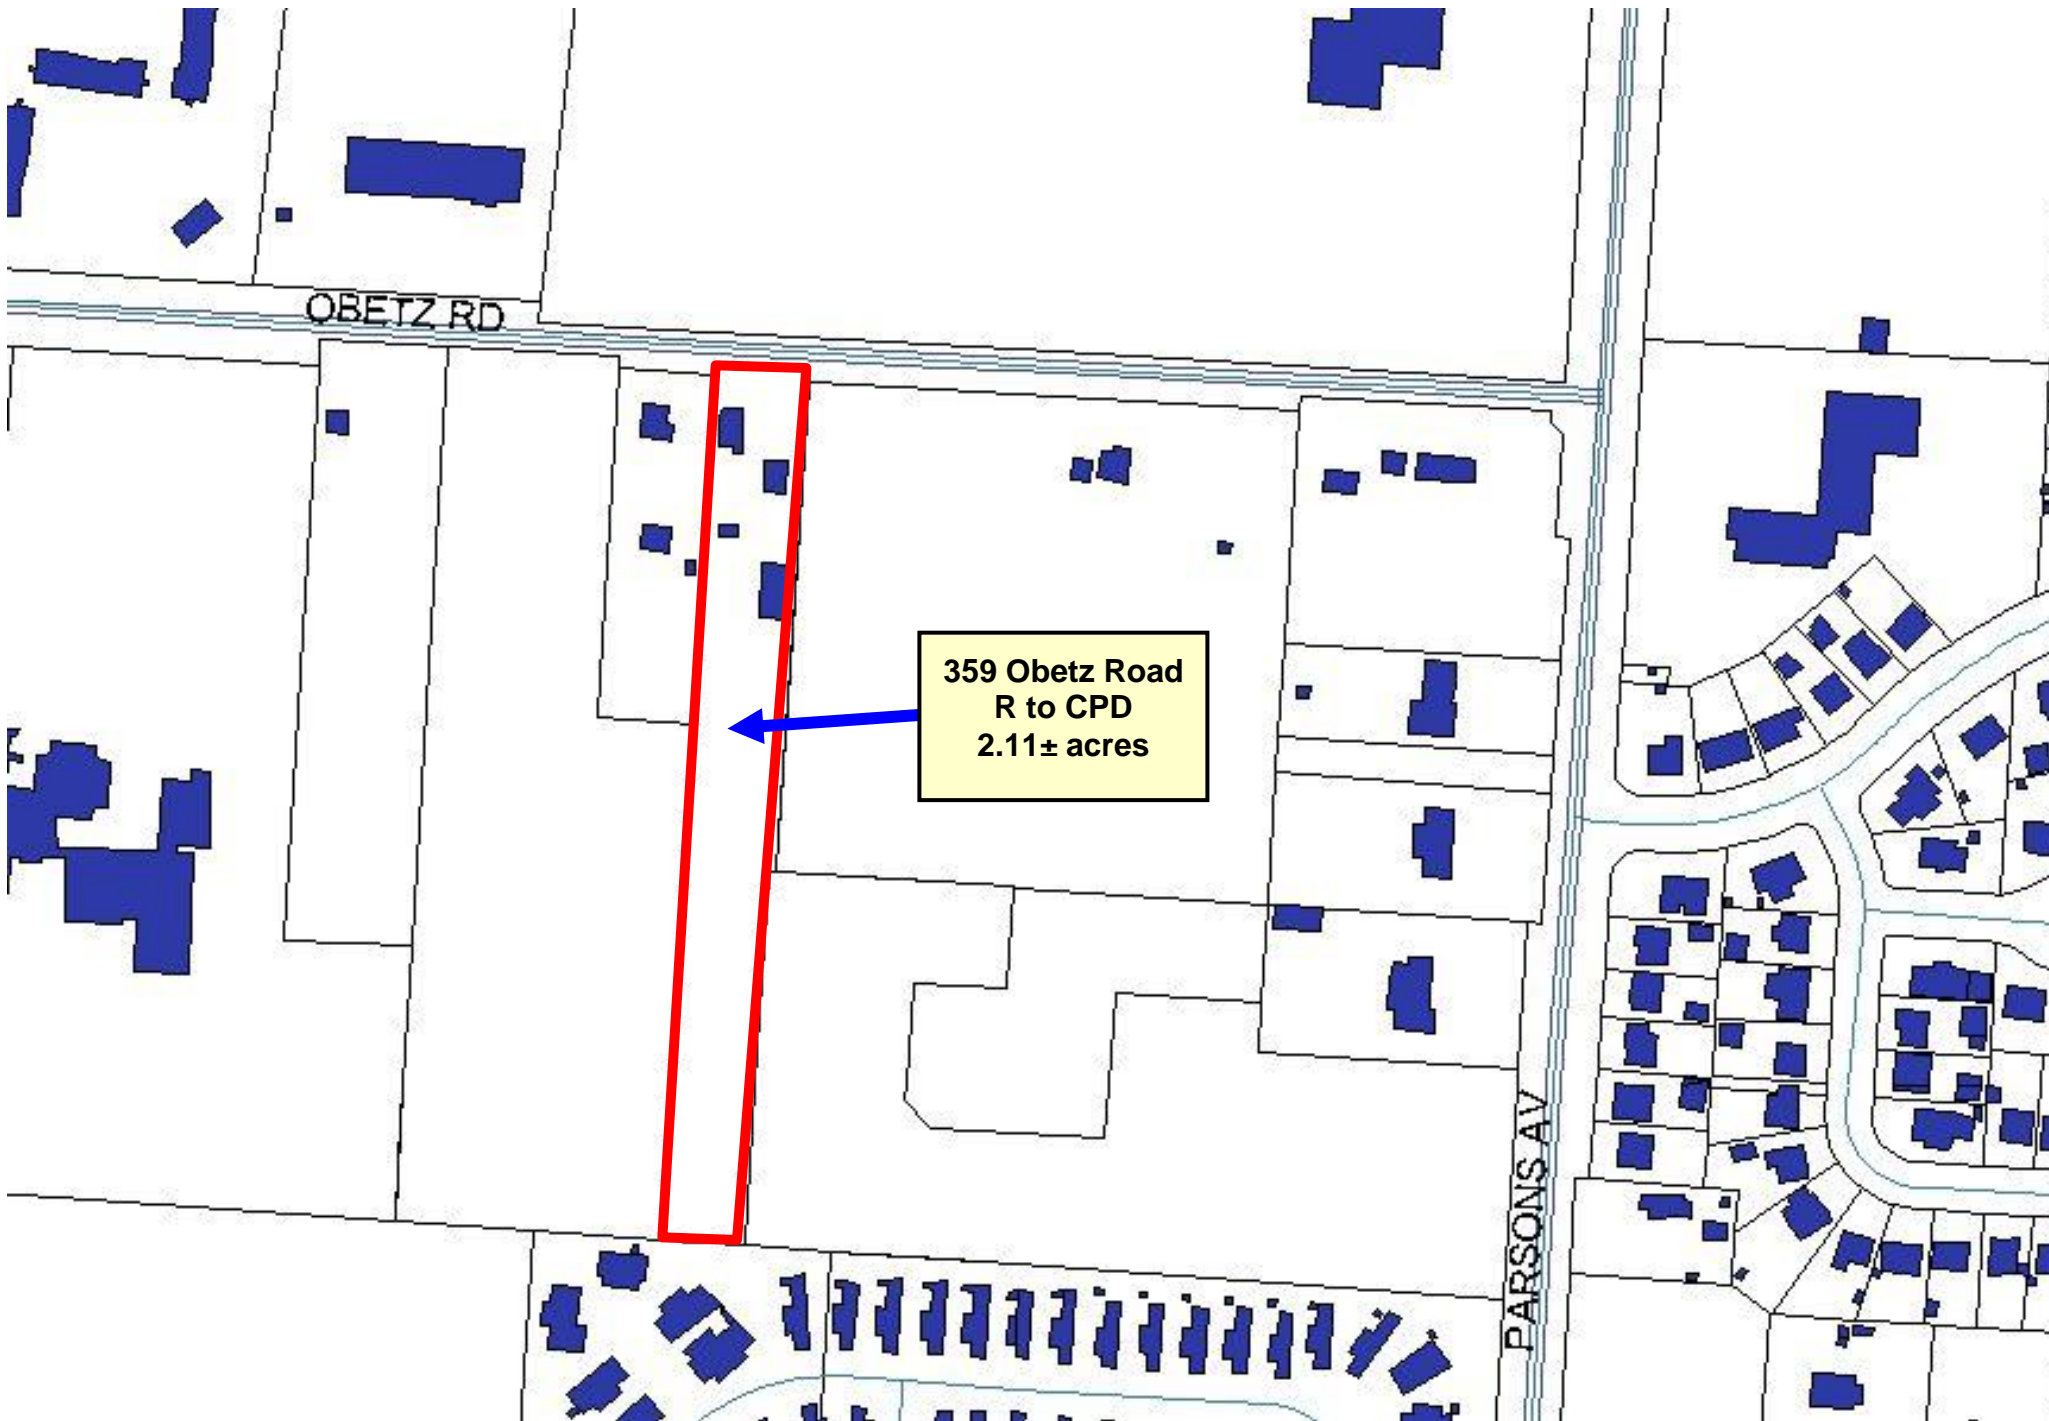 OBETZ RD
359 Obetz Road
R to CPD
2.11± acres
PARSONS AV